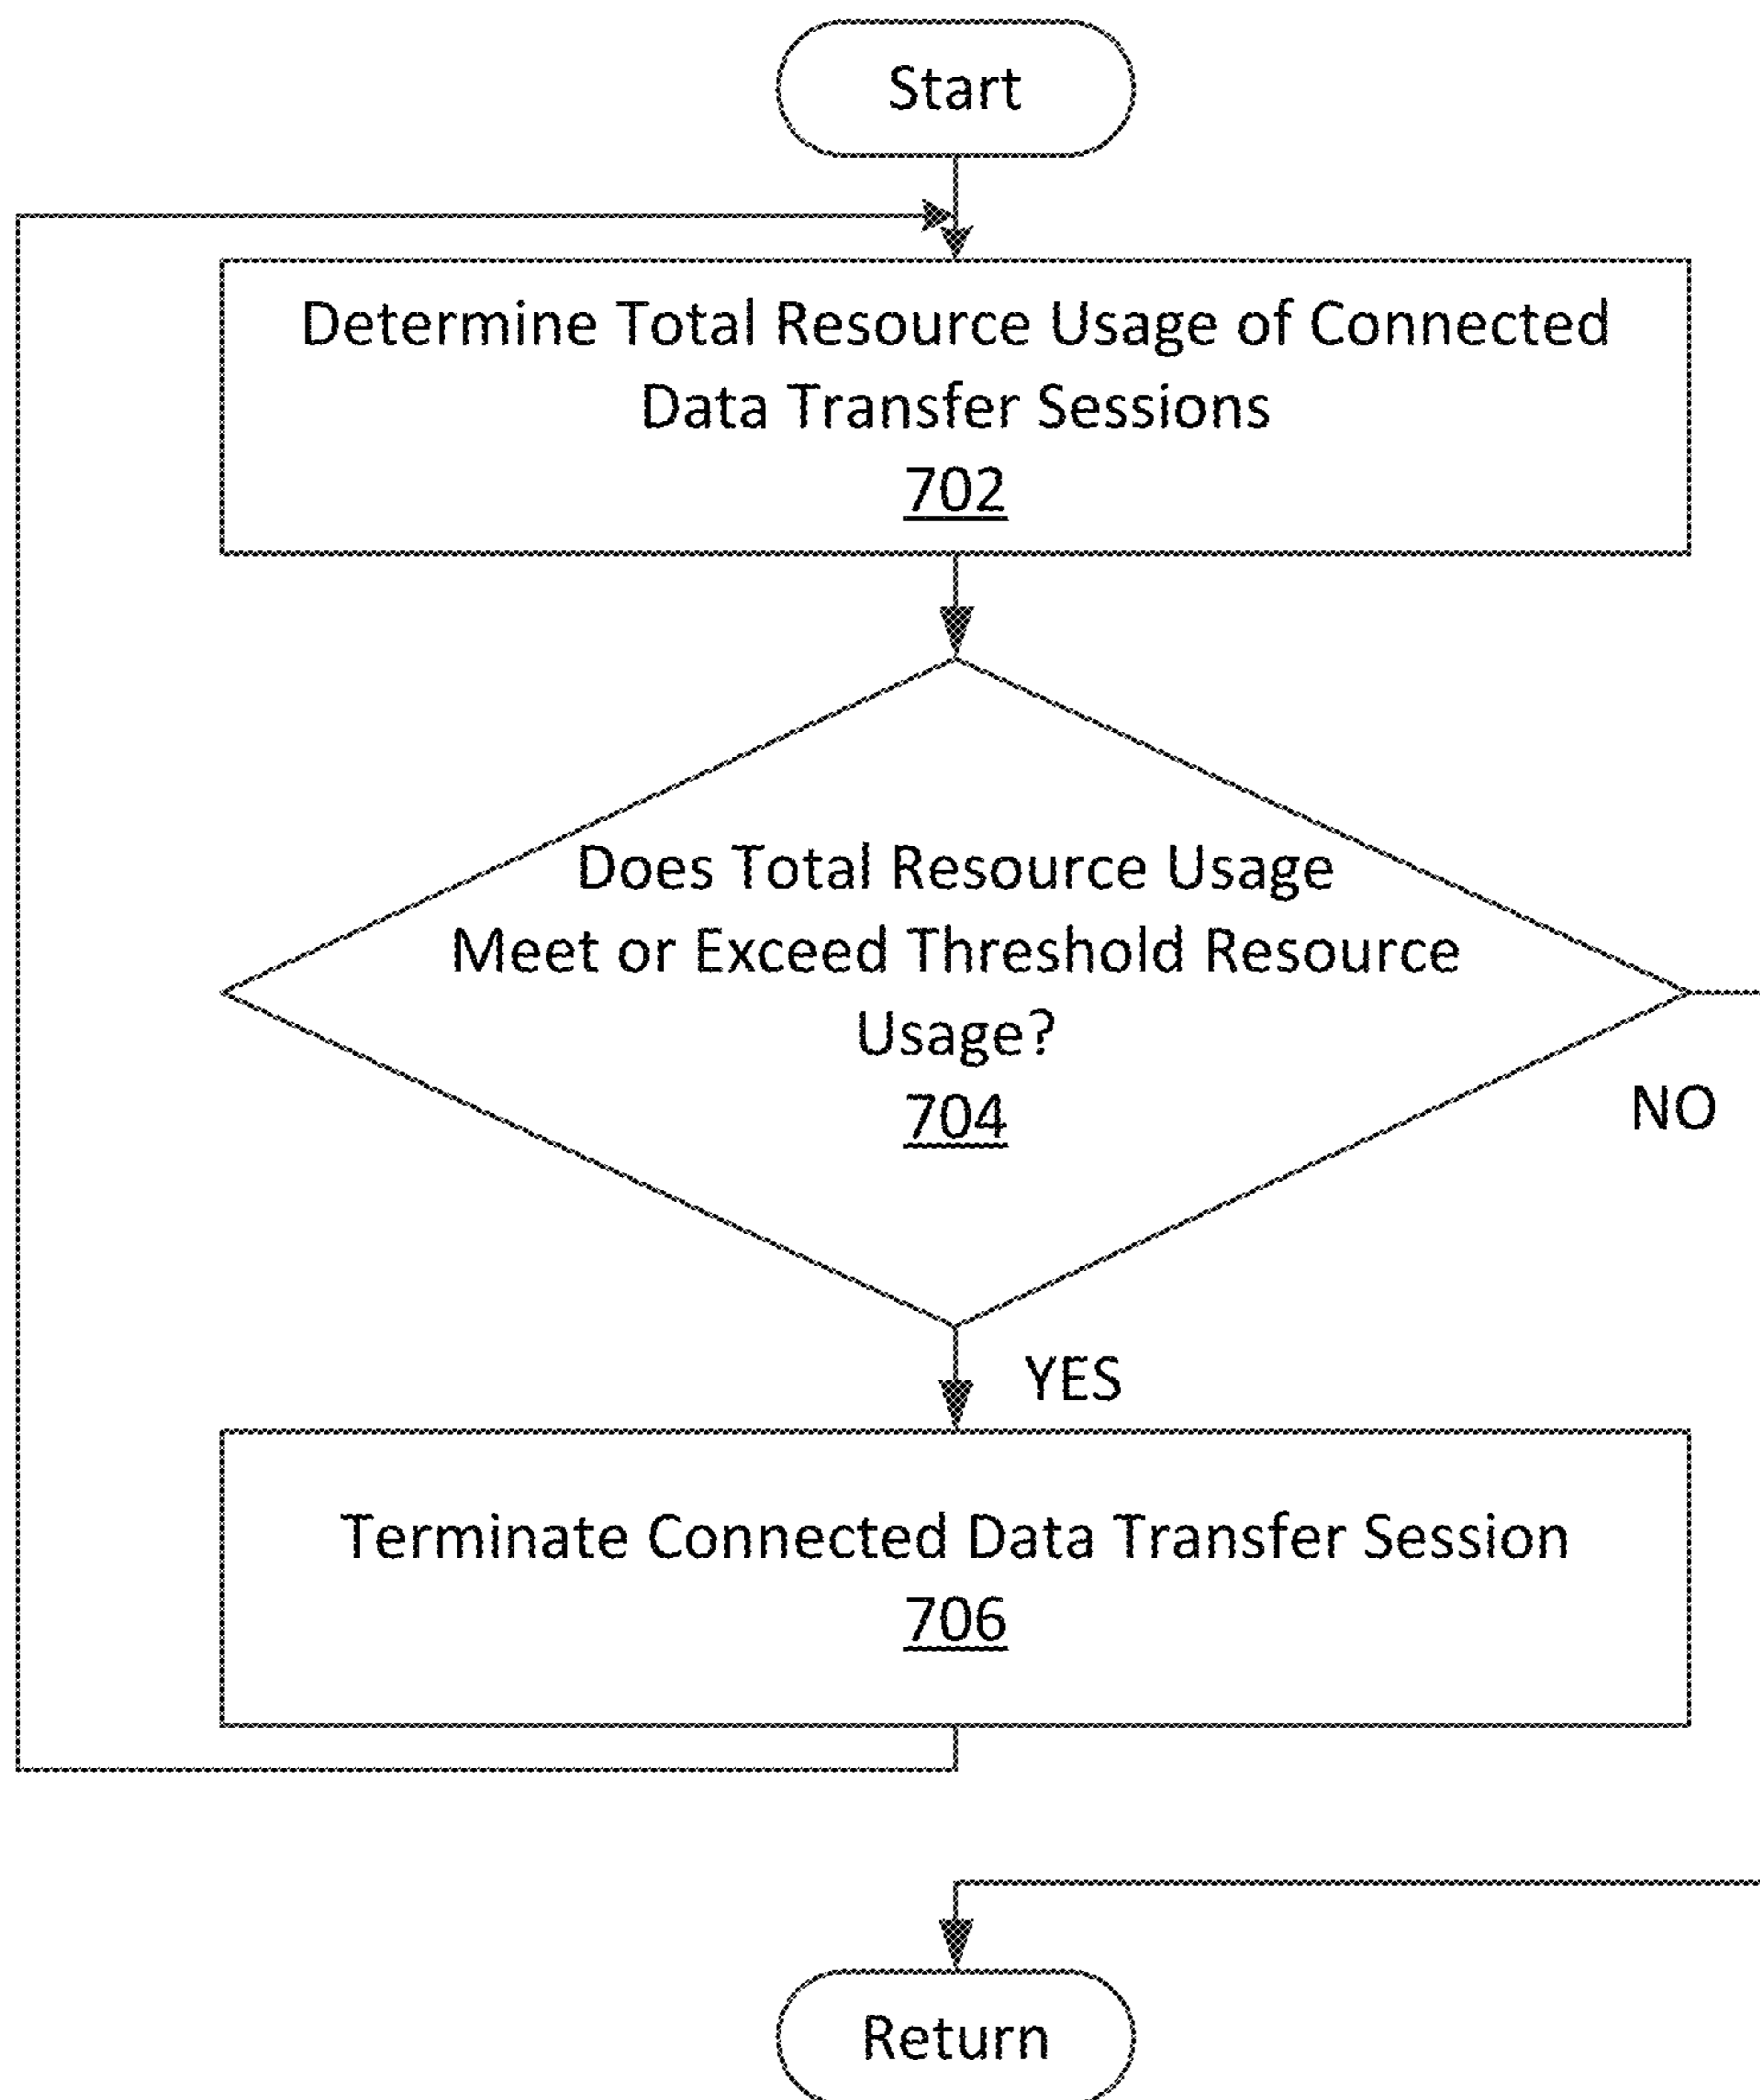 Start
Determine Total Resource Usage of Connected
Data Transfer Sessions
702
Does Total Resource Usage
Meet or Exceed Threshold Resource
Usage?
704
NO
YES
Terminate Connected Data Transfer Session
706
Return